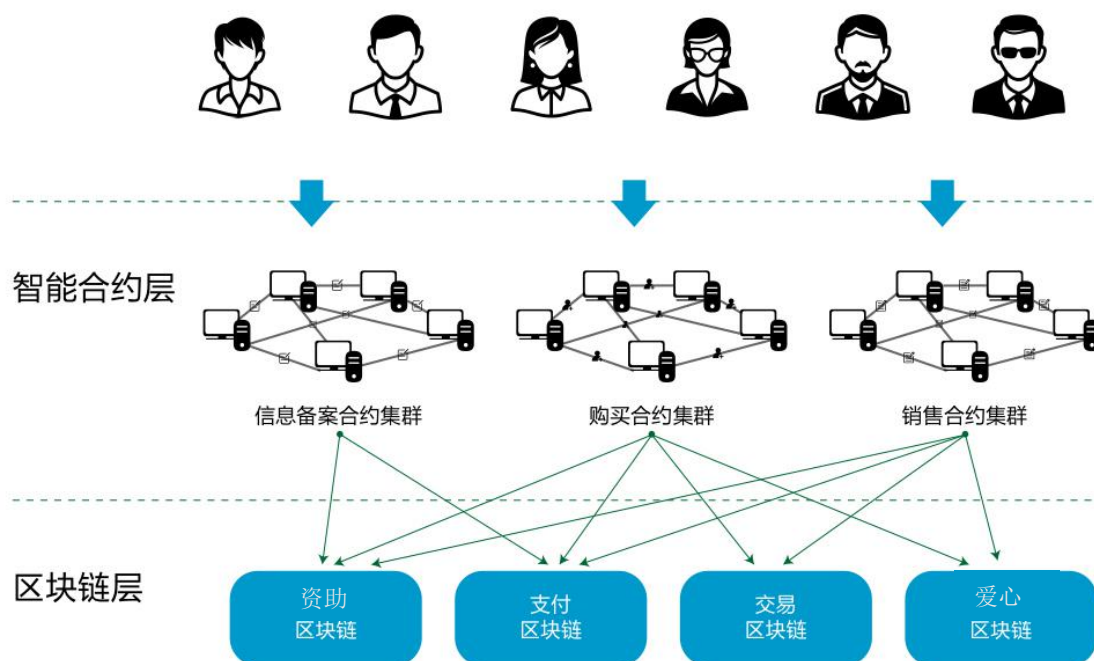 智能合约层
信息备案合约集群
购买合约集群
销售合约集群
区块链层
资助
区块链
支付
区块链
交易
区块链
爱心
区块链